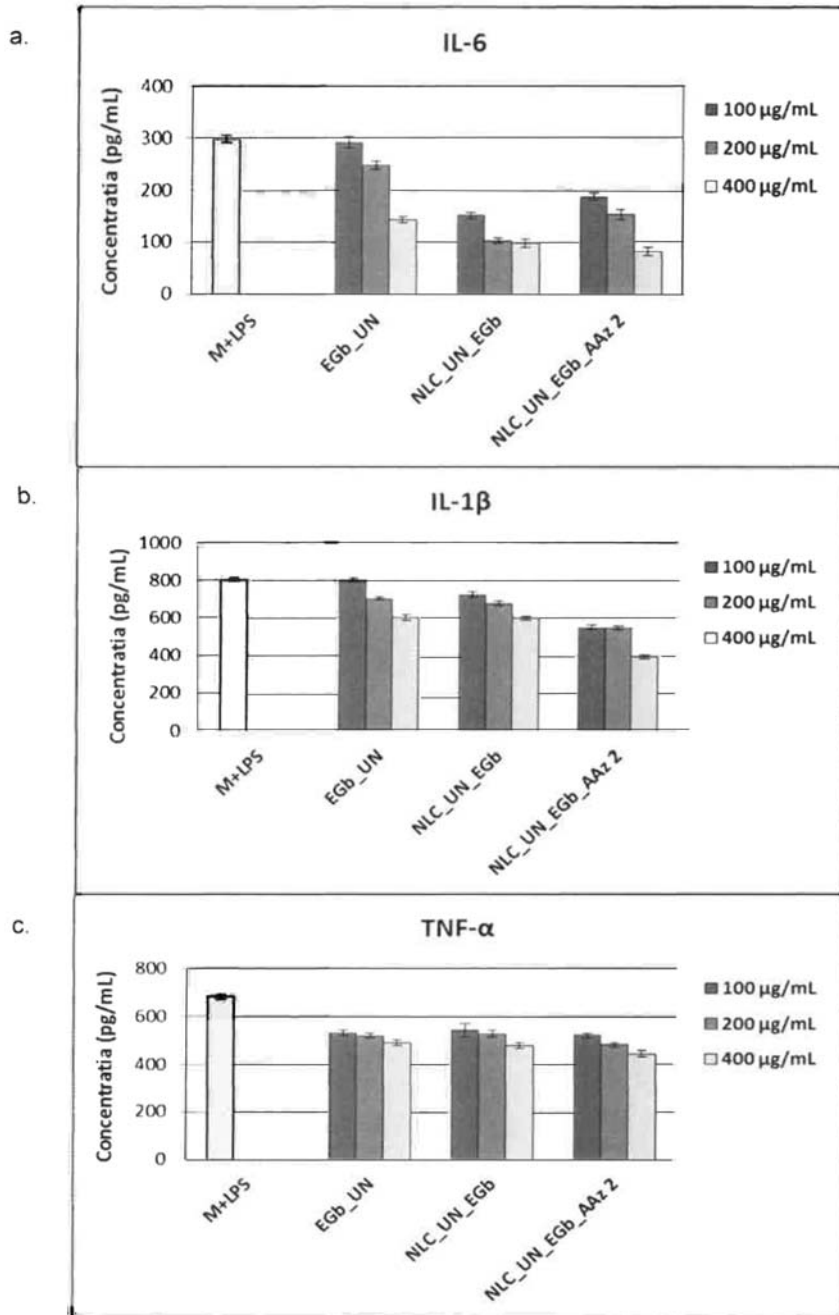 a.
IL-6
Concentratia (pg/mL)
400
300
200
100
0
M+LPS
EGb_UN
NLC_UN_EGb
NLC_UN_EGb_AAz 2
100 µg/mL
200 µg/mL
400 µg/mL
b.
IL-1β
Concentratia (pg/mL)
1000
800
600
400
200
0
M+LPS
EGb_UN
NLC_UN_EGb
NLC_UN_EGb_AAz 2
100 µg/mL
200 µg/mL
400 µg/mL
c.
TNF-α
Concentratia (pg/mL)
800
600
400
200
0
M+LPS
EGb_UN
NLC_UN_EGb
NLC_UN_EGb_AAz 2
100 µg/mL
200 µg/mL
400 µg/mL